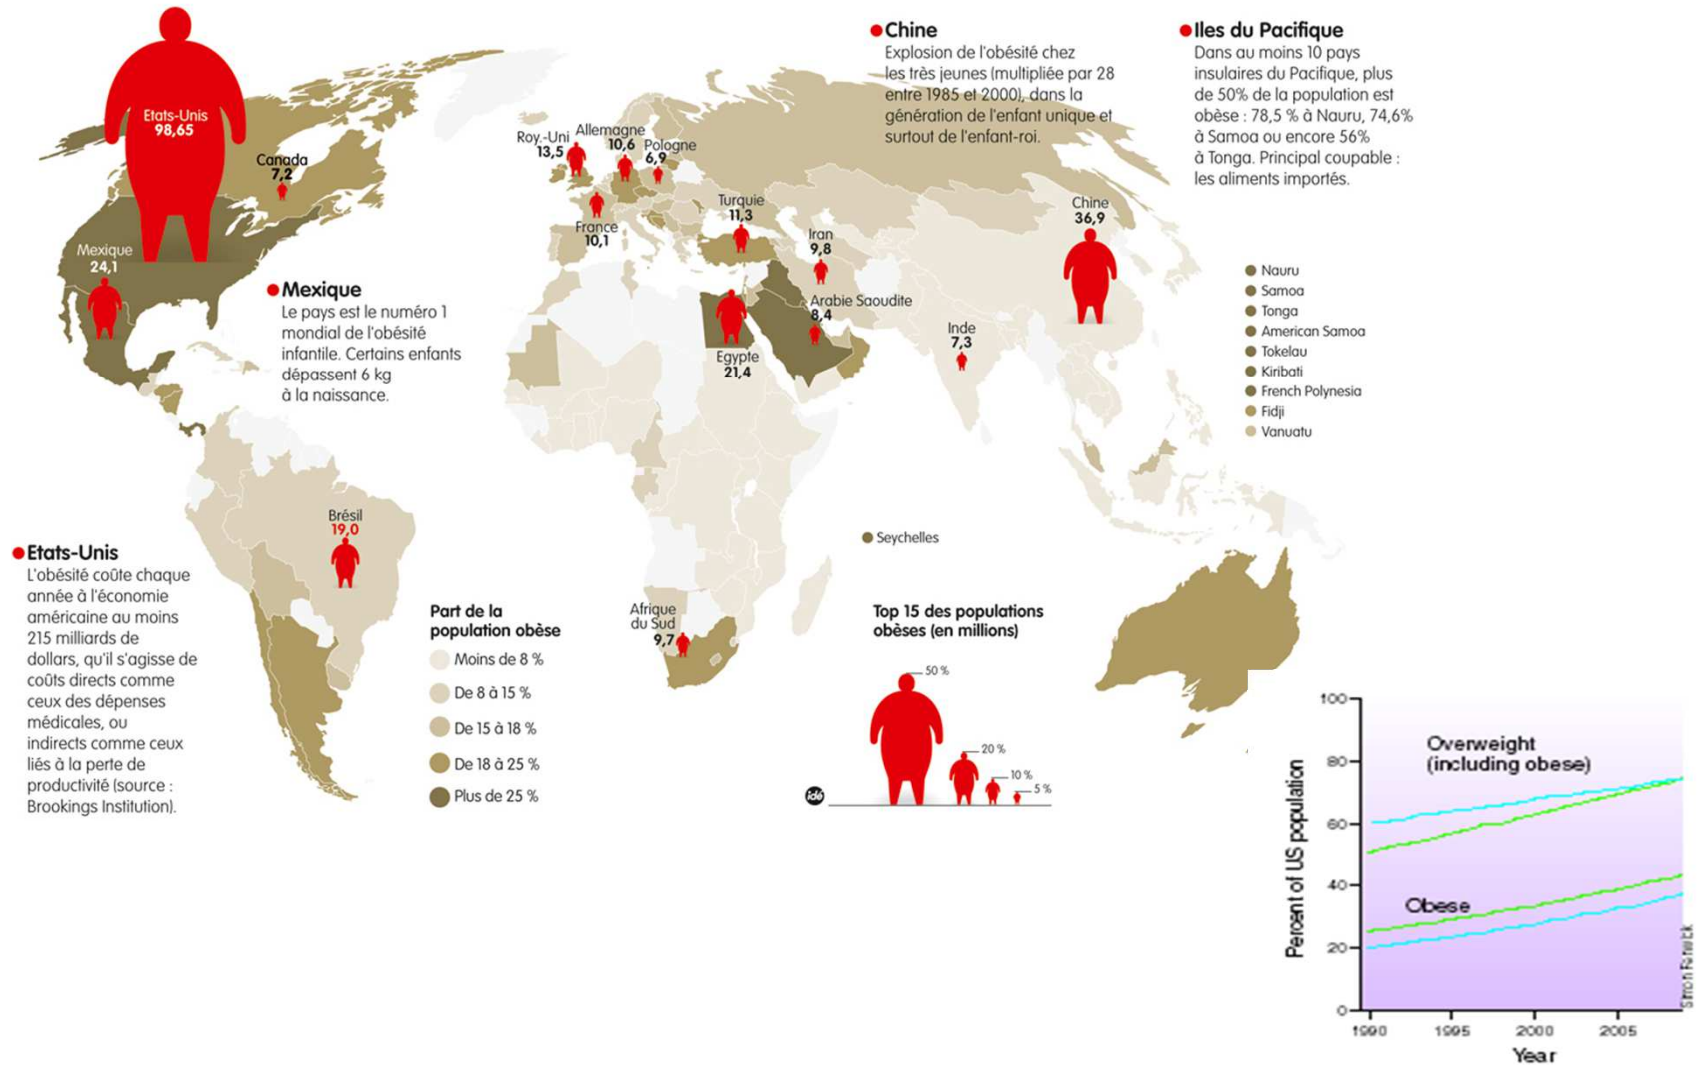 Etats-Unis
98,65
Canada
7,2
Mexique
24,1
Mexique
Le pays est le numéro 1
mondial de l'obésité
infantile. Certains enfants
dépassent 6 kg
à la naissance.
Brésil
19,0
Etats-Unis
L'obésité coûte chaque
année à l'économie
américaine au moins
215 milliards de
dollars, qu'il s'agisse de
coûts directs comme
ceux des dépenses
médicales, ou
indirects comme ceux
liés à la perte de
productivité (source :
Brookings Institution).
Roy.-Uni
13,5
Allemagne
10,6
Pologne
6,9
France
10,1
Turquie
11,3
Iran
9,8
Arabie Saoudite
8,4
Egypte
21,4
Inde
7,3
Chine
36,9
Afrique
du Sud
9,7
Chine
Explosion de l'obésité chez
les très jeunes (multipliée par 28
entre 1985 et 2000), dans la
génération de l'enfant unique et
surtout de l'enfant-roi.
Iles du Pacifique
Dans au moins 10 pays
insulaires du Pacifique, plus
de 50% de la population est
obèse : 78,5 % à Nauru, 74,6%
à Samoa ou encore 56%
à Tonga. Principal coupable :
les aliments importés.
Nauru
Samoa
Tonga
American Samoa
Tokelau
Kiribati
French Polynesia
Fidji
Vanuatu
Seychelles
Part de la
population obèse
Moins de 8 %
De 8 à 15 %
De 15 à 18 %
De 18 à 25 %
Plus de 25 %
Top 15 des populations
obèses (en millions)
50 %
20 %
10 %
5 %
idé
Percent of US population
100
80
60
40
20
0
Overweight
(including obese)
Obese
1990
1995
2000
2005
Year
Simon Fenwick